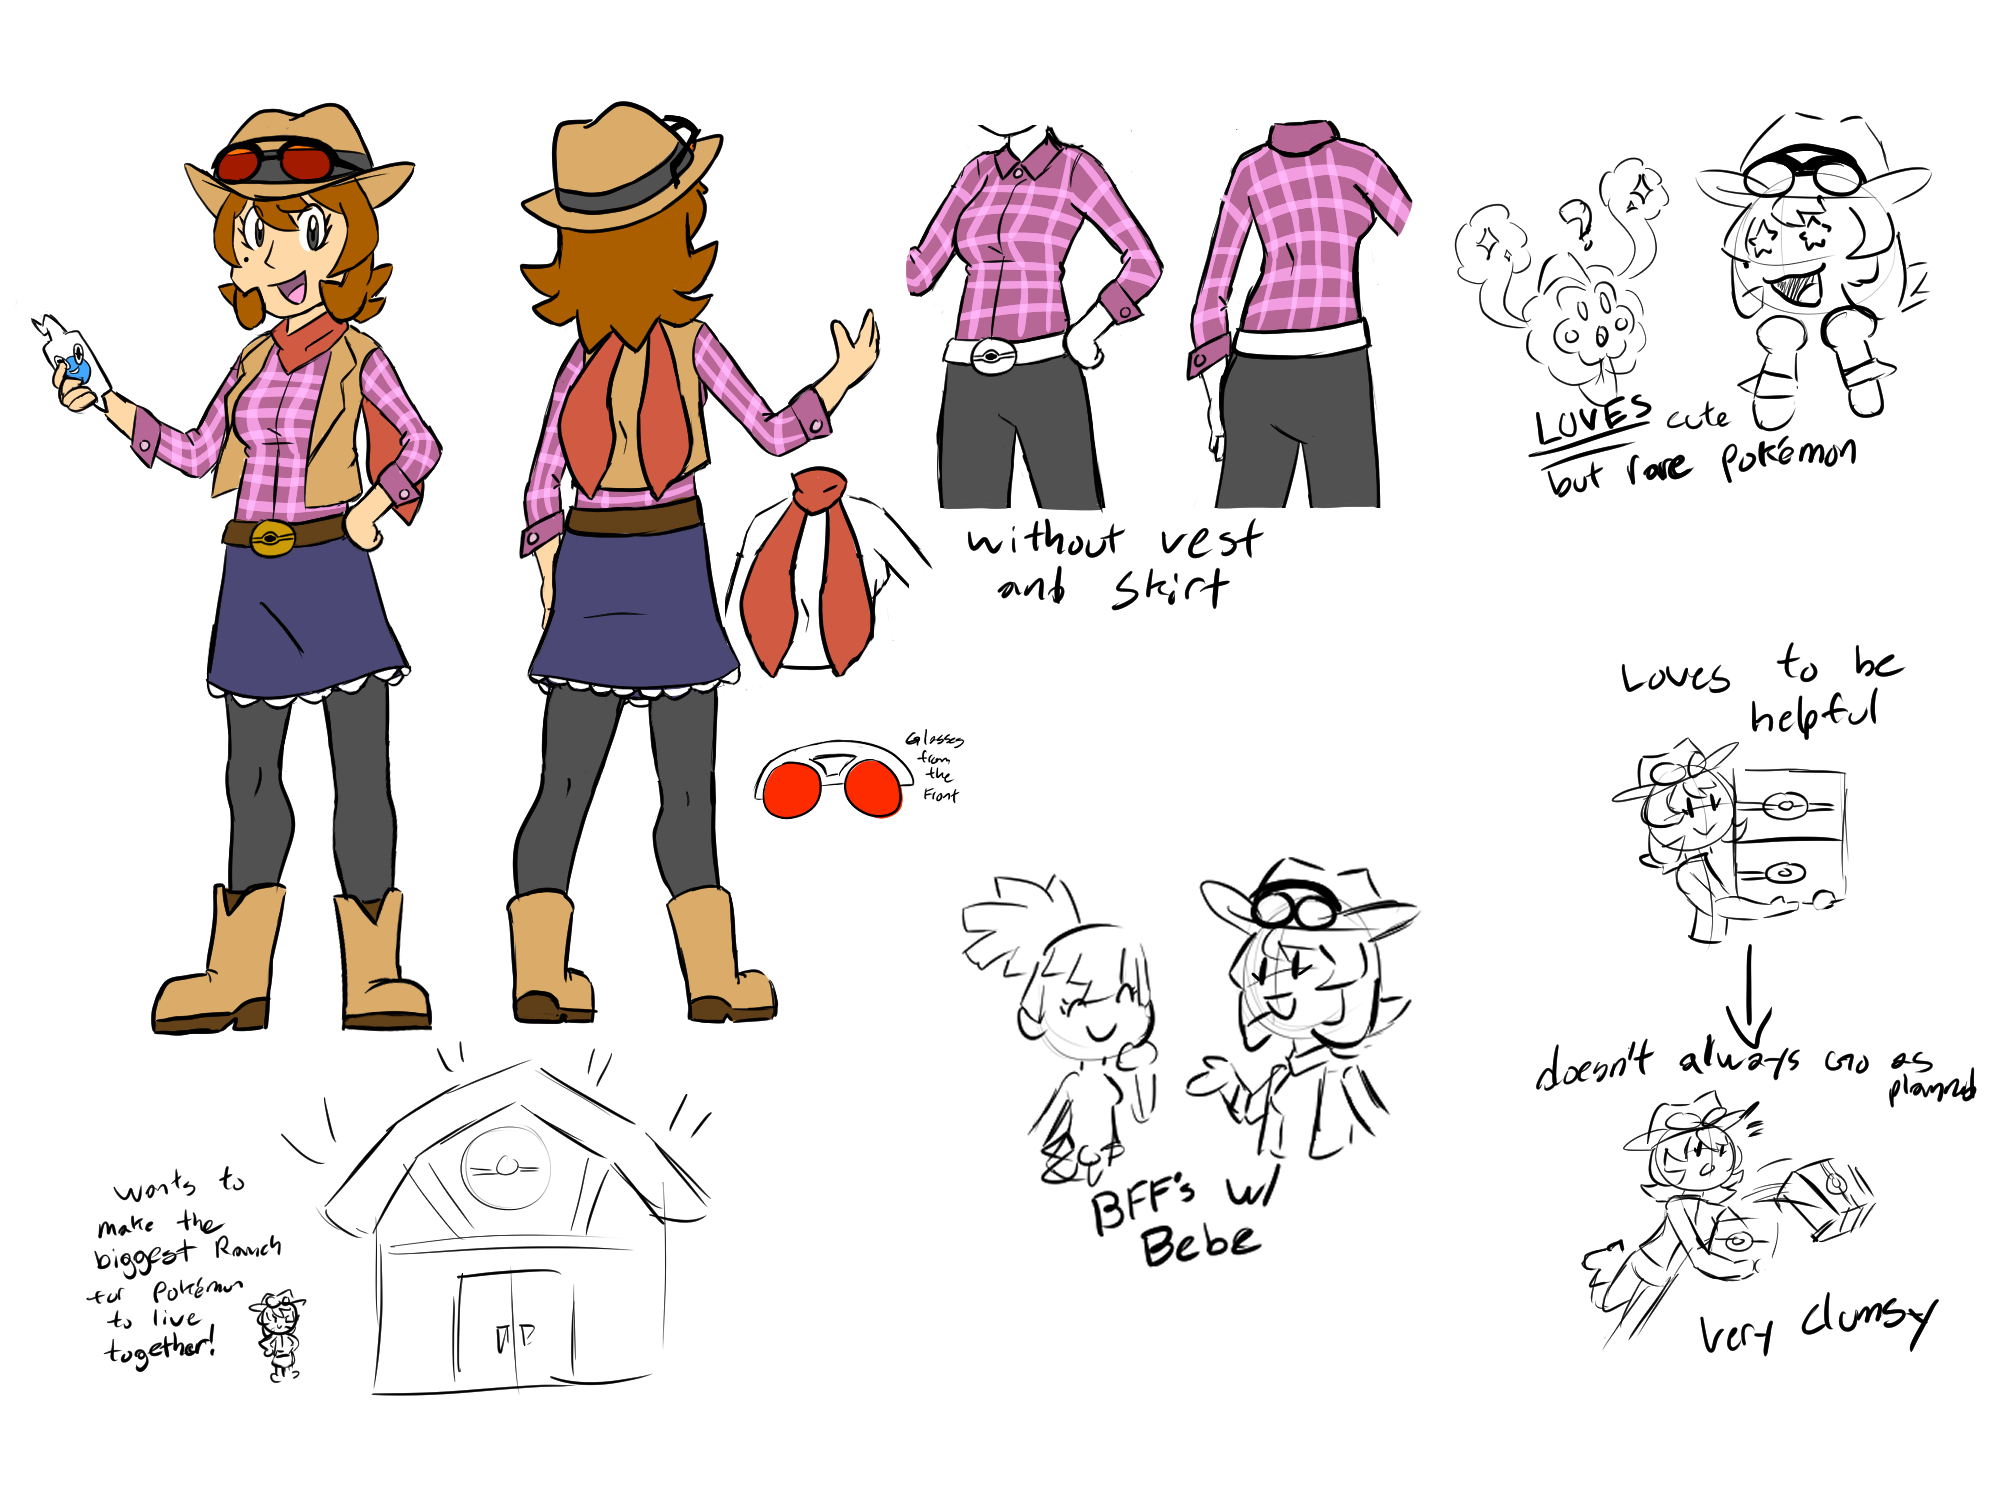 without vest
and skirt
LOVES cute
but rare Pokémon
Glasses
from
the
Front
Loves to be
helpful
doesn't always Go as
planned
Very clumsy
BFF's w/
Bebe
Wants to
make the
biggest Ranch
for Pokémon
to live
together!